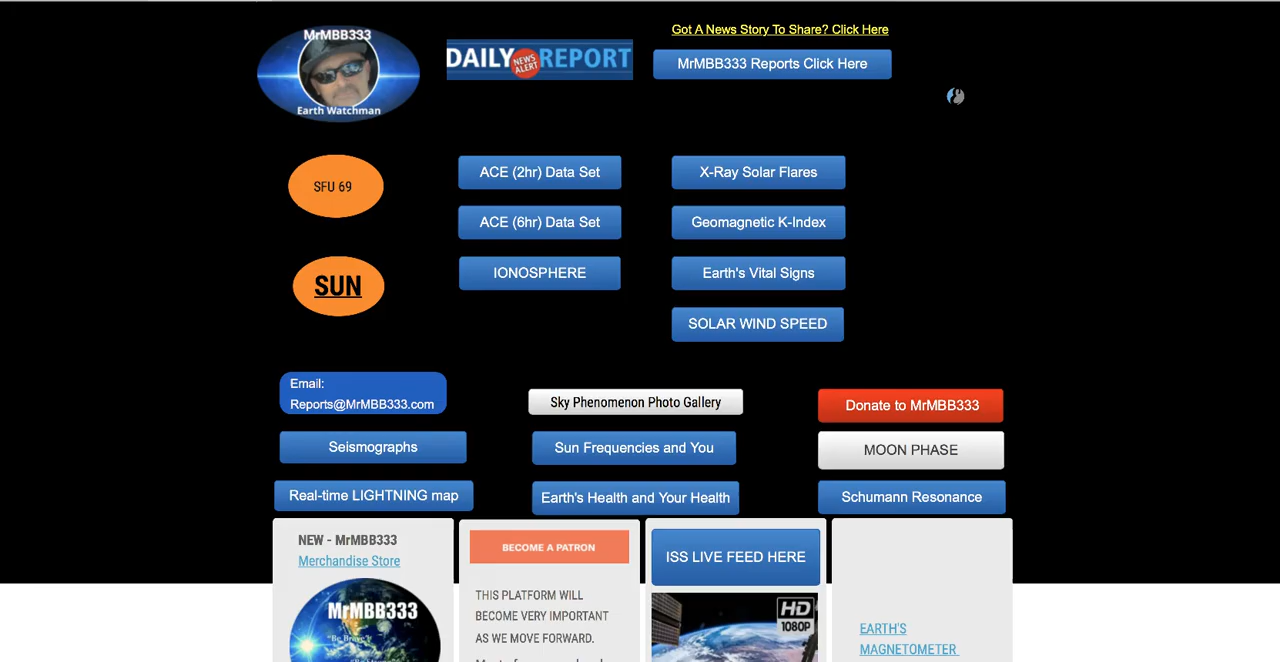 MrMBB333
Earth Watchman
DAILY NEWS ALERT REPORT
Got A News Story To Share? Click Here
MrMBB333 Reports Click Here
SFU 69
SUN
ACE (2hr) Data Set
ACE (6hr) Data Set
IONOSPHERE
X-Ray Solar Flares
Geomagnetic K-Index
Earth's Vital Signs
SOLAR WIND SPEED
Email:
Reports@MrMBB333.com
Sky Phenomenon Photo Gallery
Donate to MrMBB333
Seismographs
Sun Frequencies and You
MOON PHASE
Real-time LIGHTNING map
Earth's Health and Your Health
Schumann Resonance
NEW - MrMBB333
Merchandise Store
MrMBB333
"Be Brave"
BECOME A PATRON
THIS PLATFORM WILL
BECOME VERY IMPORTANT
AS WE MOVE FORWARD.
ISS LIVE FEED HERE
HD
1080P
EARTH'S
MAGNETOMETER